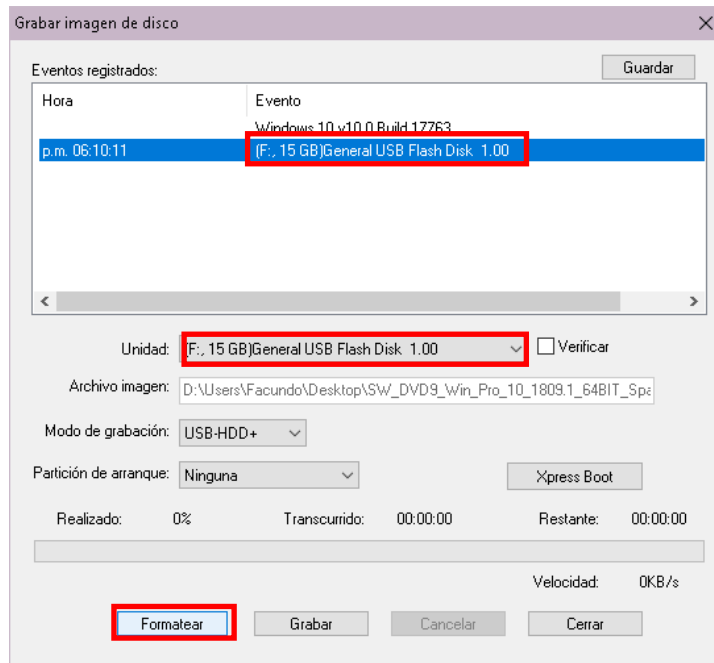 Grabar imagen de disco
Eventos registrados: Guardar
Hora Evento
Windows 10 v10.0 Build 17763
p.m. 06:10:11 (F:, 15 GB)General USB Flash Disk 1.00
Unidad: (F:, 15 GB)General USB Flash Disk 1.00 Verificar
Archivo imagen: D:\Users\Facundo\Desktop\SW_DVD9_Win_Pro_10_1809.1_64BIT_Spa
Modo de grabación: USB-HDD+
Partición de arranque: Ninguna Xpress Boot
Realizado: 0% Transcurrido: 00:00:00 Restante: 00:00:00
Velocidad: 0KB/s
Formatear Grabar Cancelar Cerrar